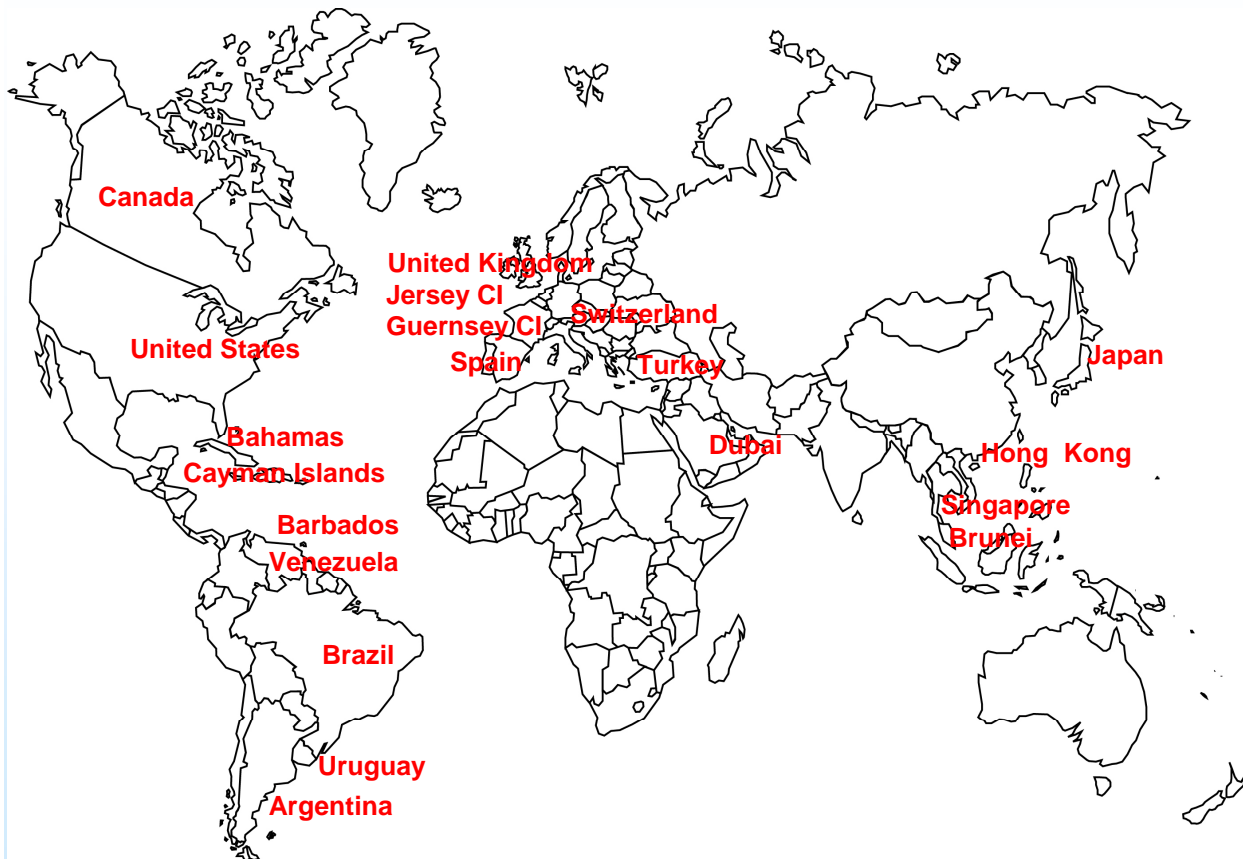 Canada
United Kingdom
Jersey CI
Switzerland
Guernsey CI
United States
Spain
Turkey
Japan
Bahamas
Dubai
Hong  Kong
Cayman Islands
Singapore
Barbados
Brunei
Venezuela
Brazil
Uruguay
Argentina